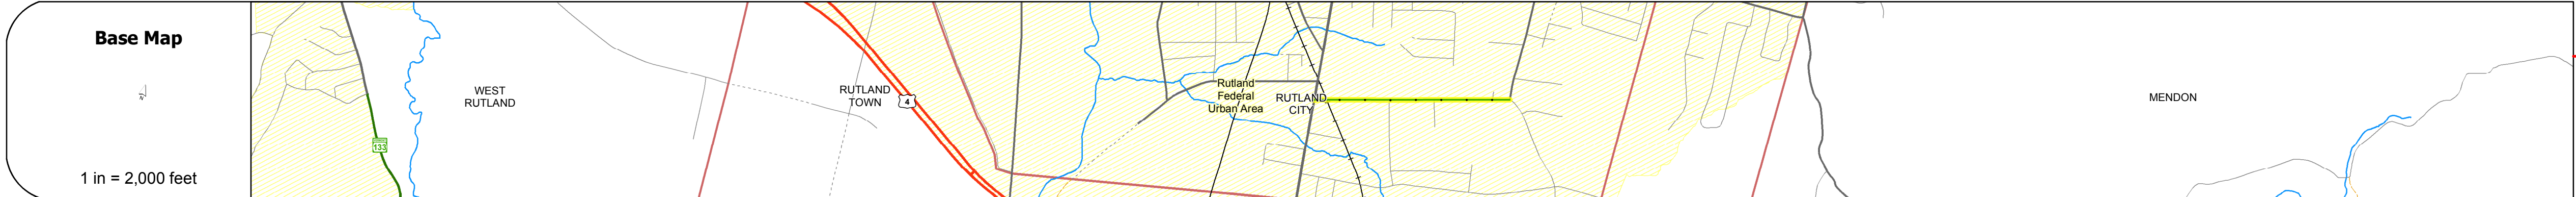 Base Map
N
1 in = 2,000 feet
133
WEST
RUTLAND
RUTLAND
TOWN
4
Rutland
Federal
Urban Area
RUTLAND
CITY
MENDON